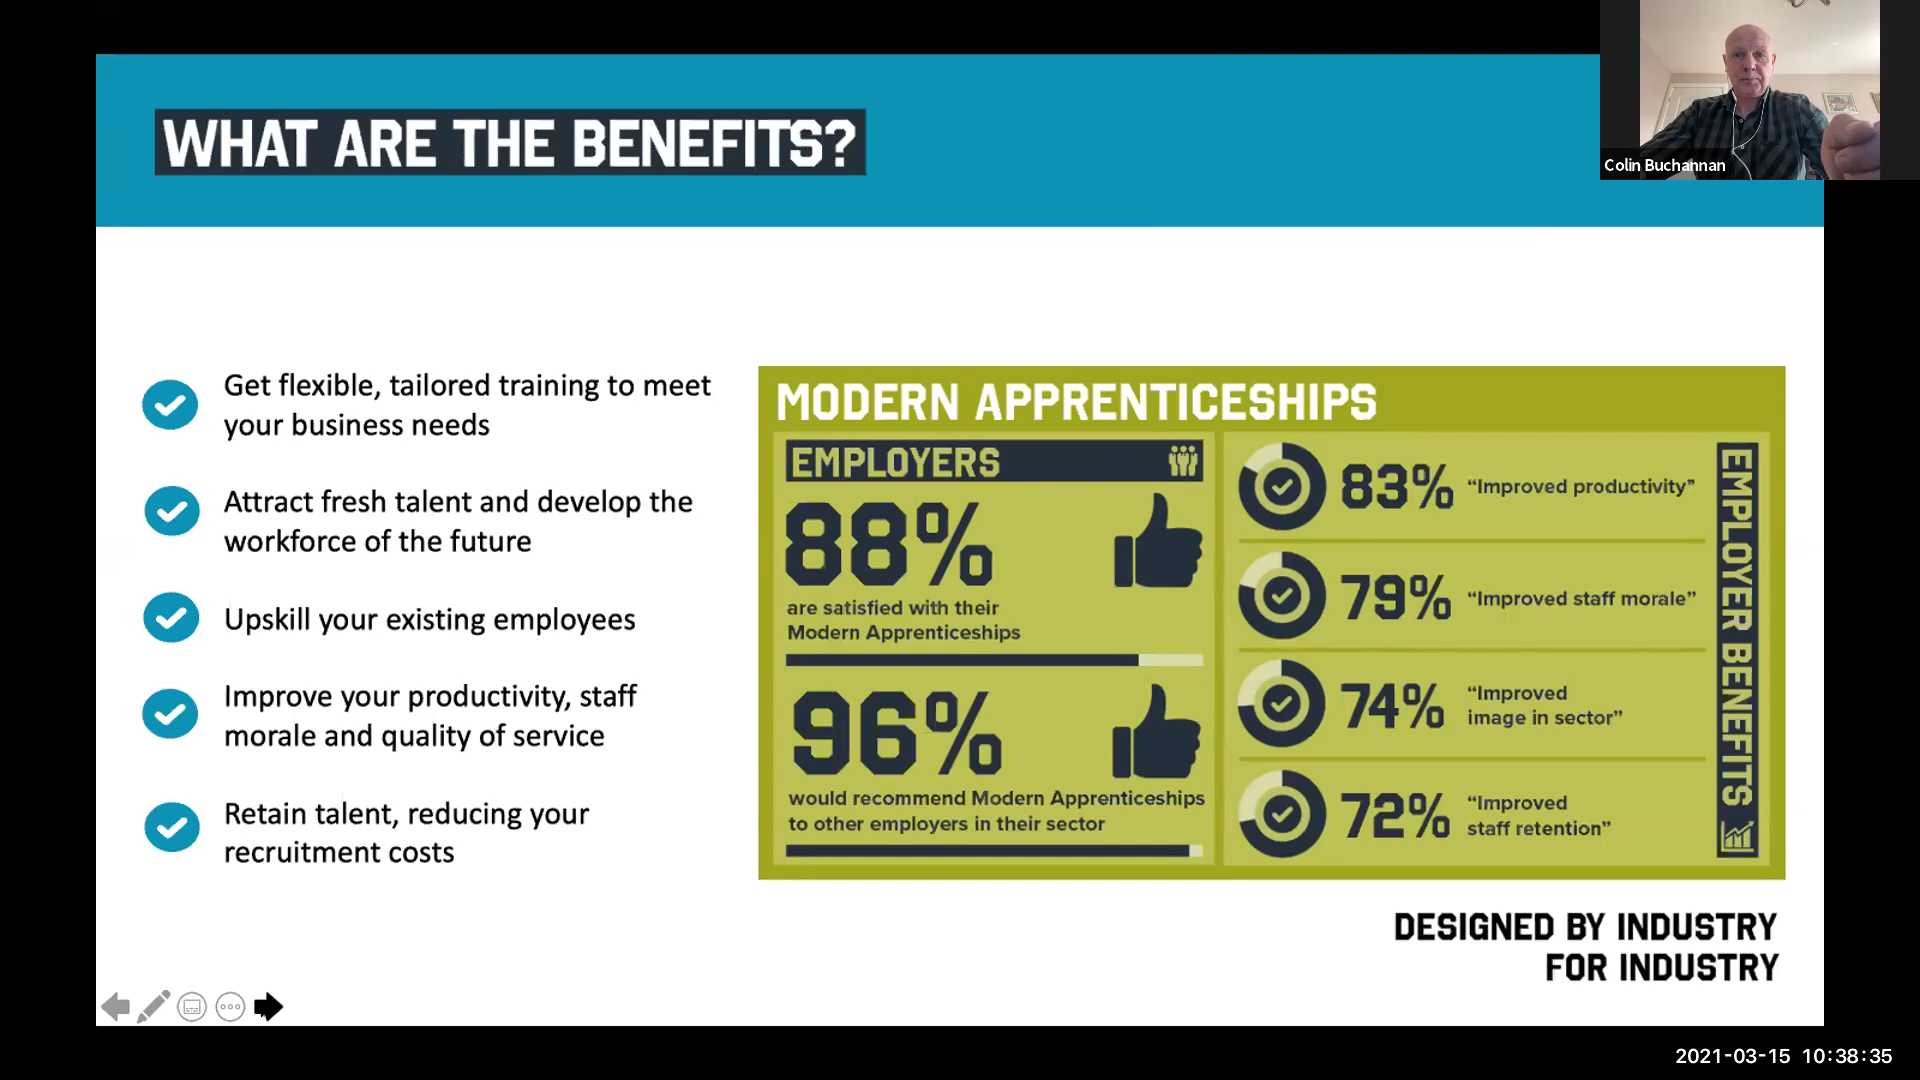 WHAT ARE THE BENEFITS?
Colin Buchannan
Get flexible, tailored training to meet
your business needs
Attract fresh talent and develop the
workforce of the future
Upskill your existing employees
Improve your productivity, staff
morale and quality of service
Retain talent, reducing your
recruitment costs
MODERN APPRENTICESHIPS
EMPLOYERS
88%
are satisfied with their
Modern Apprenticeships
96%
would recommend Modern Apprenticeships
to other employers in their sector
83% “Improved productivity”
79% “Improved staff morale”
74% “Improved
image in sector”
72% “Improved
staff retention”
EMPLOYER BENEFITS
DESIGNED BY INDUSTRY
FOR INDUSTRY
2021-03-15 10:38:35